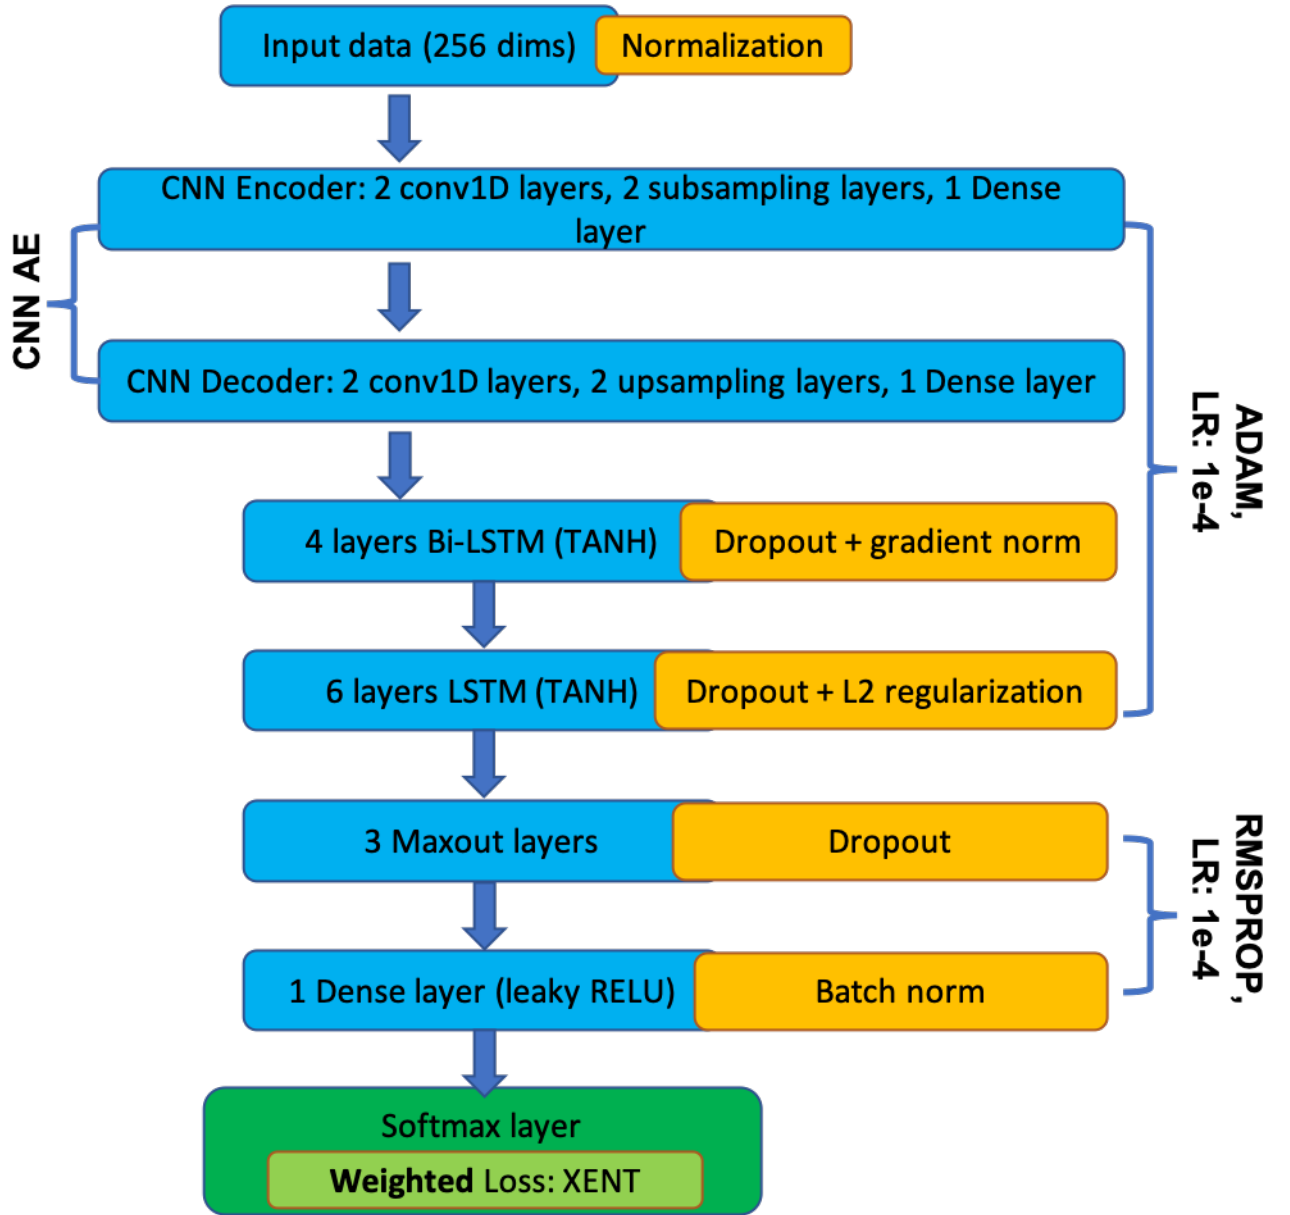 Input data (256 dims)
Normalization
CNN Encoder: 2 conv1D layers, 2 subsampling layers, 1 Dense
layer
CNN AE
CNN Decoder: 2 conv1D layers, 2 upsampling layers, 1 Dense layer
ADAM,
LR: 1e-4
4 layers Bi-LSTM (TANH)
Dropout + gradient norm
6 layers LSTM (TANH)
Dropout + L2 regularization
3 Maxout layers
Dropout
RMSPROP,
LR: 1e-4
1 Dense layer (leaky RELU)
Batch norm
Softmax layer
Weighted Loss: XENT